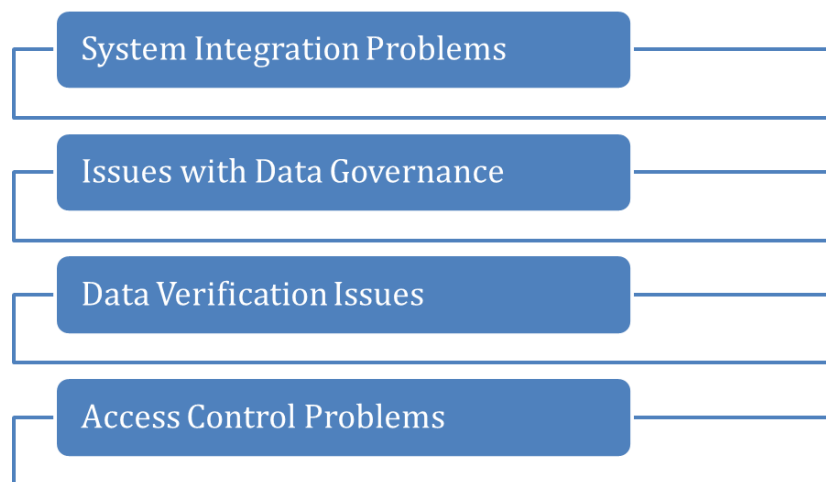 System Integration Problems
Issues with Data Governance
Data Verification Issues
Access Control Problems